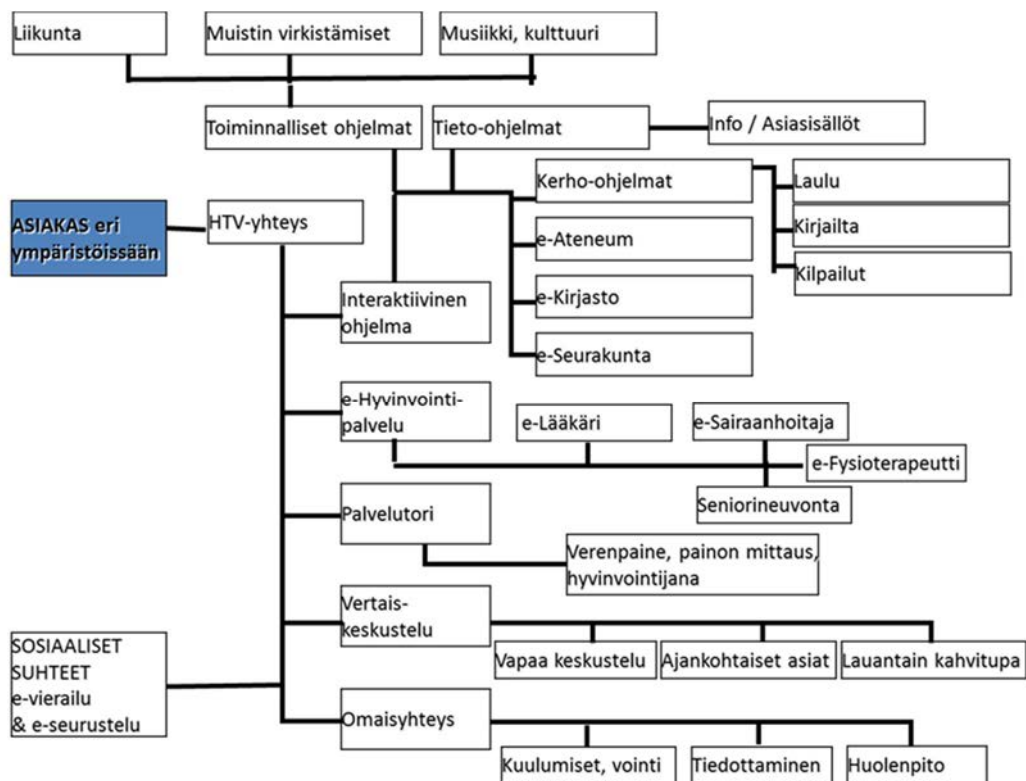 Liikunta
Muistin virkistämiset
Musiikki, kulttuuri
Toiminnalliset ohjelmat
Tieto-ohjelmat
Info / Asiasisällöt
Kerho-ohjelmat
Laulu
Kirjailta
Kilpailut
ASIAKAS eri
ympäristöissään
HTV-yhteys
e-Ateneum
e-Kirjasto
e-Seurakunta
Interaktiivinen
ohjelma
e-Hyvinvointi-
palvelu
e-Lääkäri
e-Sairaanhoitaja
e-Fysioterapeutti
Seniorineuvonta
Palvelutori
Verenpaine, painon mittaus,
hyvinvointijana
Vertais-
keskustelu
Vapaa keskustelu
Ajankohtaiset asiat
Lauantain kahvitupa
SOSIAALISET
SUHTEET
e-vierailu
& e-seurustelu
Omaisyhteys
Kuulumiset, vointi
Tiedottaminen
Huolenpito